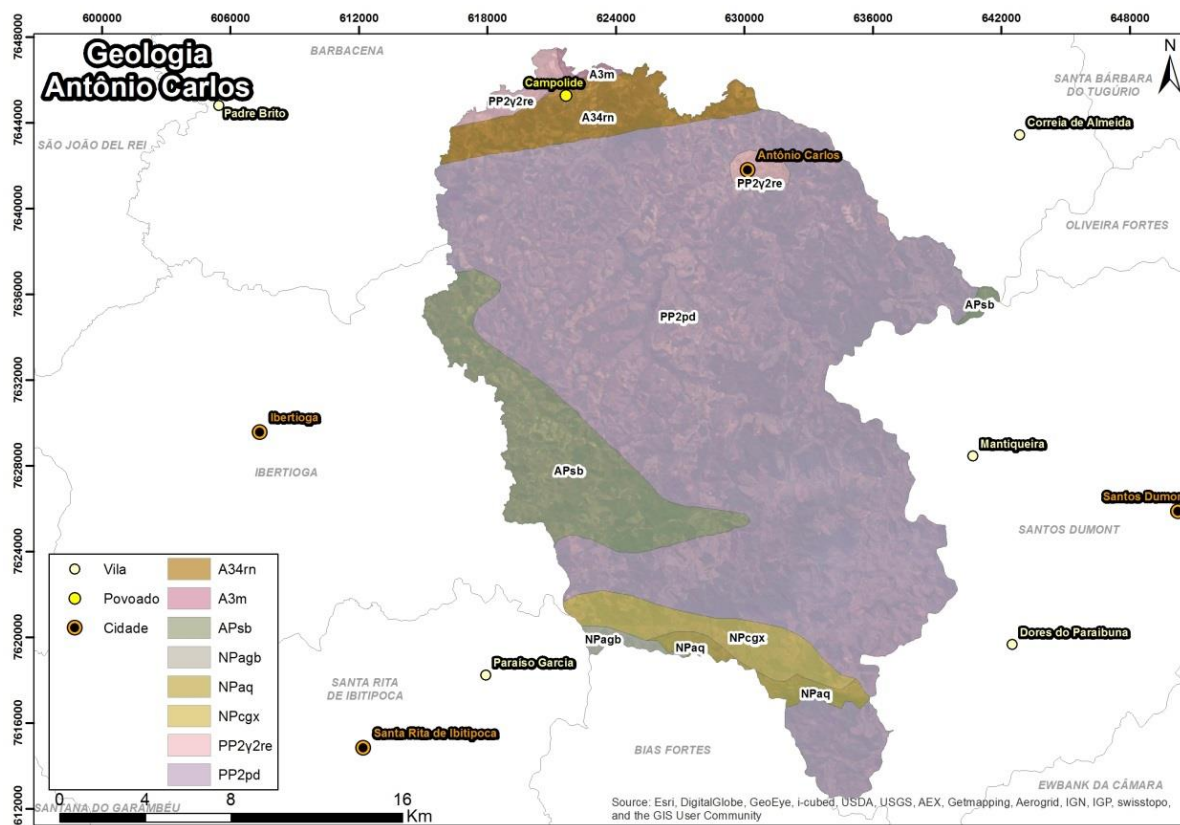 600000 606000 612000 618000 624000 630000 636000 642000 648000
7648000
7644000
7640000
7636000
7632000
7628000
7624000
7620000
7616000
7612000
Geologia
Antônio Carlos
N
BARBACENA
Padre Brito
SÃO JOÃO DEL REI
A3m
Campolide
PP2γ2re
A34rn
SANTA BÁRBARA
DO TUGÚRIO
Correia de Almeida
Antônio Carlos
PP2γ2re
OLIVEIRA FORTES
APsb
PP2pd
Ibertioga
IBERTIOGA
Mantiqueira
APsb
Santos Dumon
SANTOS DUMONT
NPcgx
NPagb
NPaq
NPaq
Dores do Paraibuna
Paraíso Garcia
SANTA RITA
DE IBITIPOCA
Santa Rita de Ibitipoca
BIAS FORTES
EWBANK DA CÂMARA
SANTANA DO GARAMBÉU
Vila
Povoado
Cidade
A34rn
A3m
APsb
NPagb
NPaq
NPcgx
PP2γ2re
PP2pd
0 4 8 16
Km
Source: Esri, DigitalGlobe, GeoEye, i-cubed, USDA, USGS, AEX, Getmapping, Aerogrid, IGN, IGP, swisstopo,
and the GIS User Community